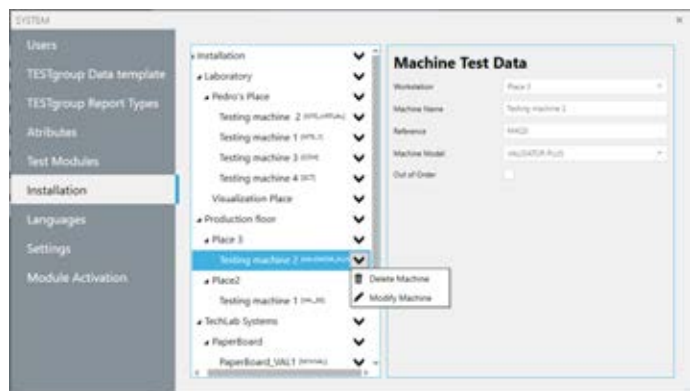 SYSTEM
Users
TESTgroup Data template
TESTgroup Report Types
Atributes
Test Modules
Installation
Languages
Settings
Module Activation
Installation
Laboratory
Pedro's Place
Testing machine 2
Testing machine 1
Testing machine 3
Testing machine 4
Visualization Place
Production floor
Place 3
Testing machine 2
Place2
Testing machine 1
TechLab Systems
PaperBoard
PaperBoard_VAL1
Delete Machine
Modify Machine
Machine Test Data
Workstation
Place 3
Machine Name
Testing machine 2
Reference
Machine Model
VALIDATOR PLUS
Out of Order